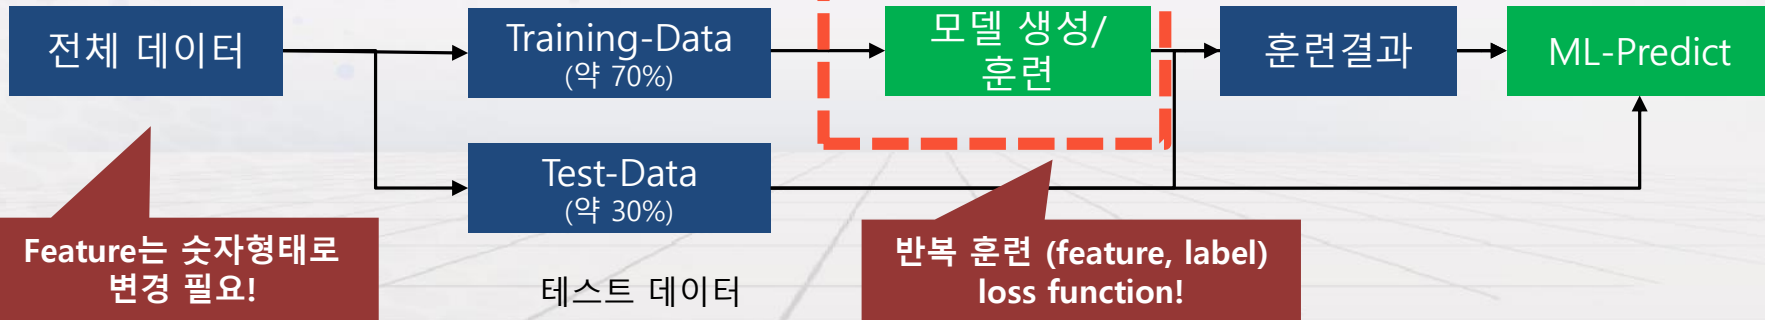 전체 데이터
Training-Data
(약 70%)
모델 생성/
훈련
훈련결과
ML-Predict
Test-Data
(약 30%)
Feature는 숫자형태로
변경 필요!
테스트 데이터
반복 훈련 (feature, label)
loss function!